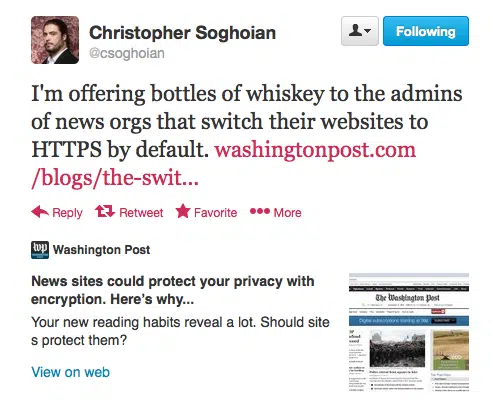 Christopher Soghoian
@csoghoian
Following
I'm offering bottles of whiskey to the admins
of news orgs that switch their websites to
HTTPS by default. washingtonpost.com
/blogs/the-swit...
Reply Retweet Favorite More
wp Washington Post
News sites could protect your privacy with
encryption. Here's why...
Your new reading habits reveal a lot. Should site
s protect them?
View on web
The Washington Post